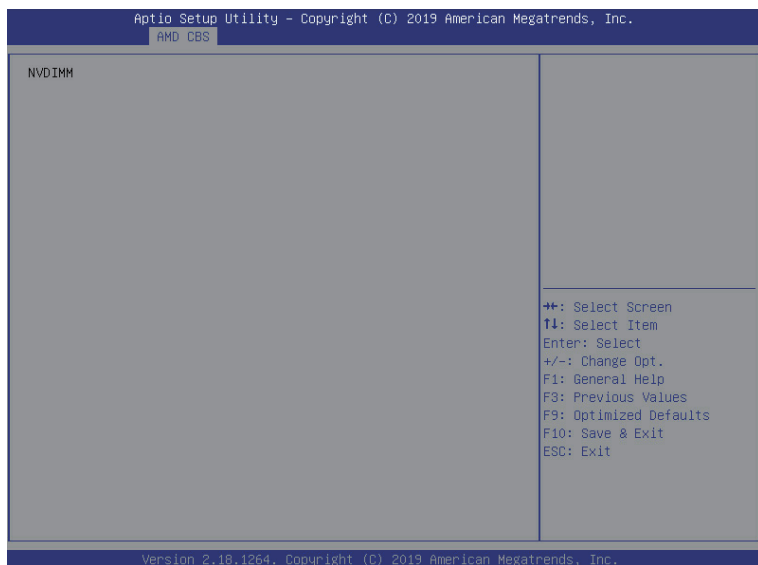 Aptio Setup Utility – Copyright (C) 2019 American Megatrends, Inc.
AMD CBS
NVDIMM
→←: Select Screen
↑↓: Select Item
Enter: Select
+/-: Change Opt.
F1: General Help
F3: Previous Values
F9: Optimized Defaults
F10: Save & Exit
ESC: Exit
Version 2.18.1264. Copyright (C) 2019 American Megatrends, Inc.